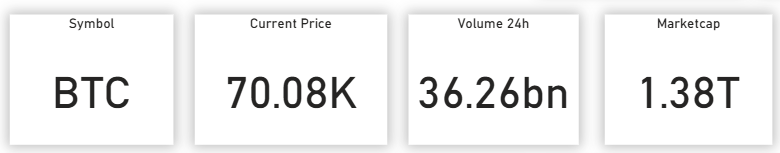 Symbol
BTC
Current Price
70.08K
Volume 24h
36.26bn
Marketcap
1.38T